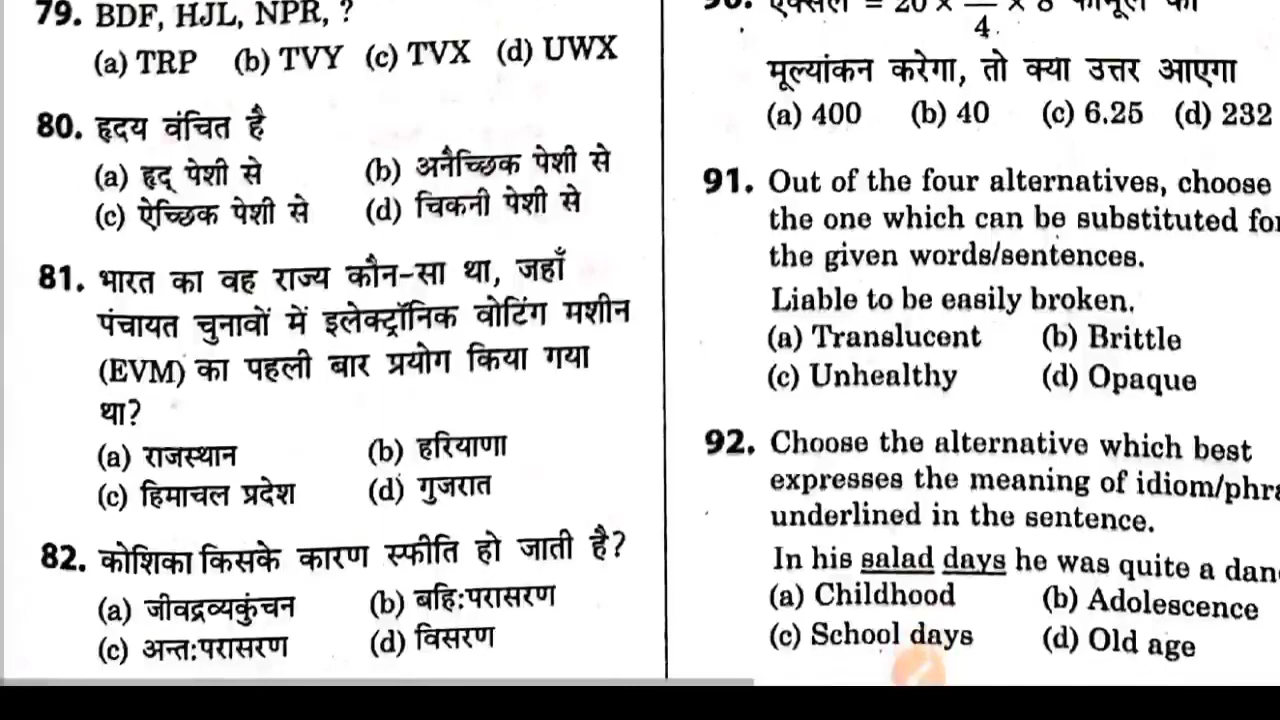 79. BDF, HJL, NPR, ?
(a) TRP (b) TVY (c) TVX (d) UWX
80. हृदय वंचित है
(a) हृद् पेशी से (b) अनैच्छिक पेशी से
(c) ऐच्छिक पेशी से (d) चिकनी पेशी से
81. भारत का वह राज्य कौन-सा था, जहाँ
पंचायत चुनावों में इलेक्ट्रॉनिक वोटिंग मशीन
(EVM) का पहली बार प्रयोग किया गया
था?
(a) राजस्थान (b) हरियाणा
(c) हिमाचल प्रदेश (d) गुजरात
82. कोशिका किसके कारण स्फीति हो जाती है?
(a) जीवद्रव्यकुंचन (b) बहिःपरासरण
(c) अन्तःपरासरण (d) विसरण
4
मूल्यांकन करेगा, तो क्या उत्तर आएगा
(a) 400 (b) 40 (c) 6.25 (d) 232
91. Out of the four alternatives, choose
the one which can be substituted for
the given words/sentences.
Liable to be easily broken.
(a) Translucent (b) Brittle
(c) Unhealthy (d) Opaque
92. Choose the alternative which best
expresses the meaning of idiom/phra
underlined in the sentence.
In his salad days he was quite a dan
(a) Childhood (b) Adolescence
(c) School days (d) Old age